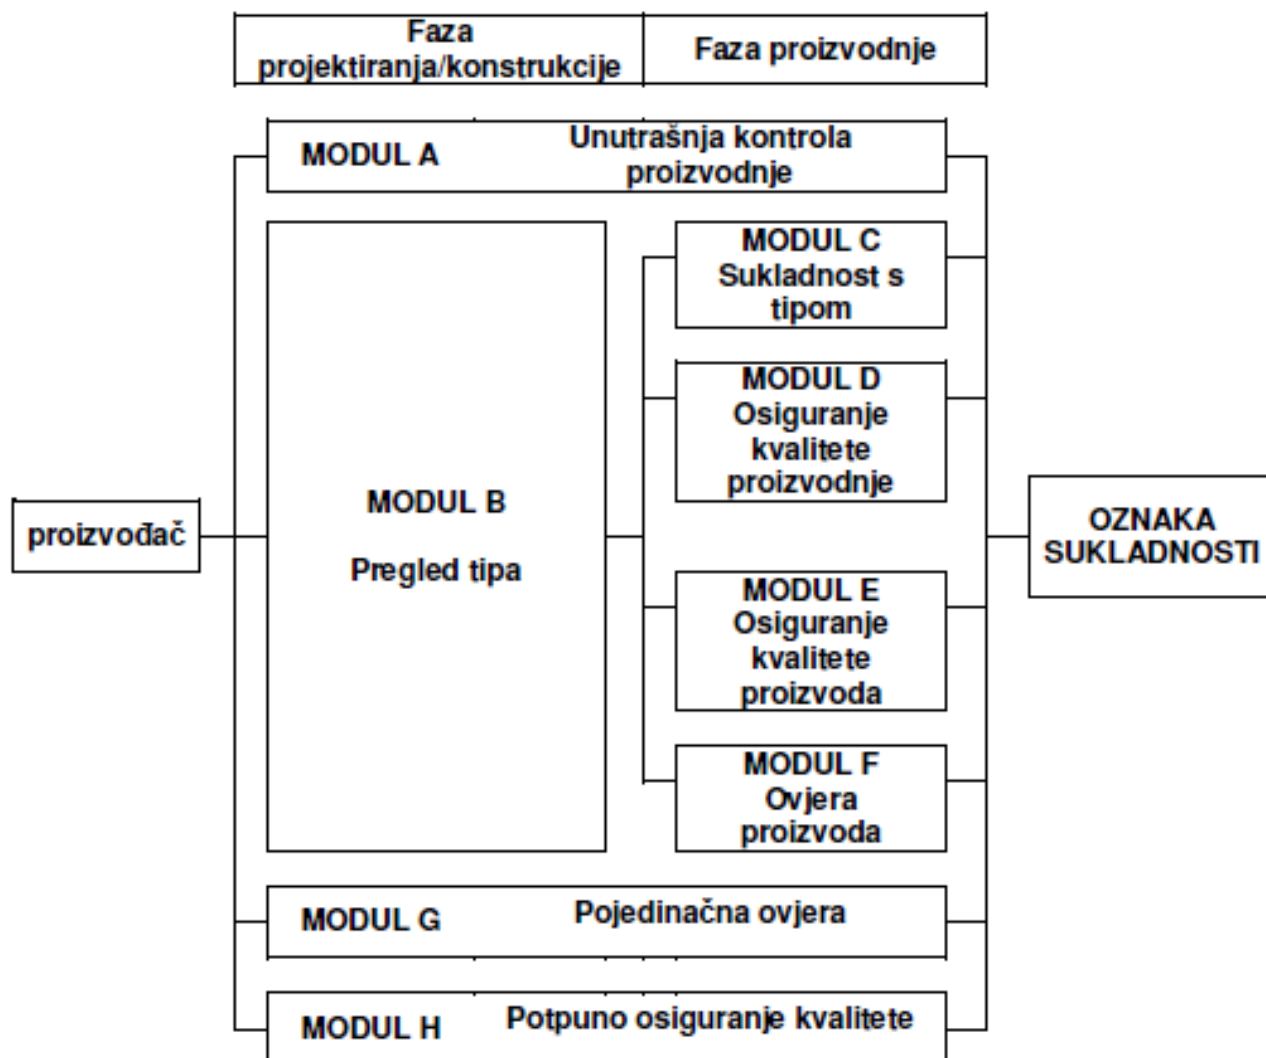 Faza
projektiranja/konstrukcije
Faza proizvodnje
MODUL A
Unutrašnja kontrola
proizvodnje
proizvođač
MODUL B
Pregled tipa
MODUL C
Sukladnost s
tipom
MODUL D
Osiguranje
kvalitete
proizvodnje
MODUL E
Osiguranje
kvalitete
proizvoda
MODUL F
Ovjera
proizvoda
OZNAKA
SUKLADNOSTI
MODUL G
Pojedinačna ovjera
MODUL H
Potpuno osiguranje kvalitete